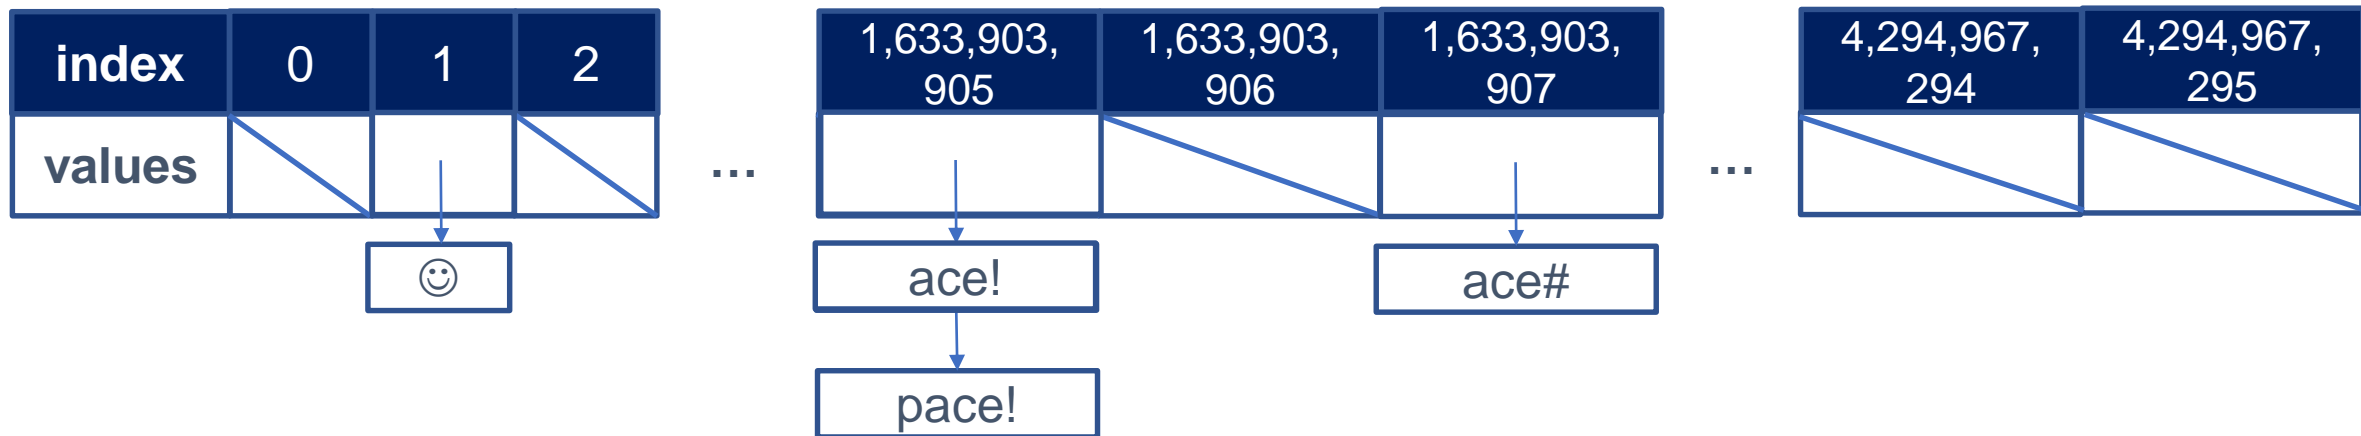 index 0 1 2 1,633,903, 1,633,903, 1,633,903, 4,294,967, 4,294,967,
905 906 907 294 295
values ... ...
☺ ace! ace#
pace!